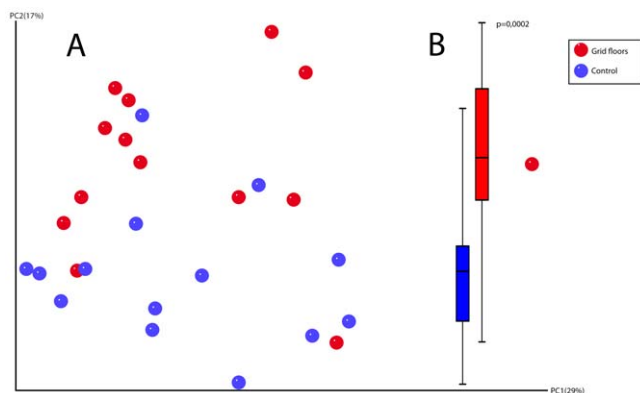 PC2(17%)
A
B
p=0,0002
Grid floors
Control
PC1(29%)